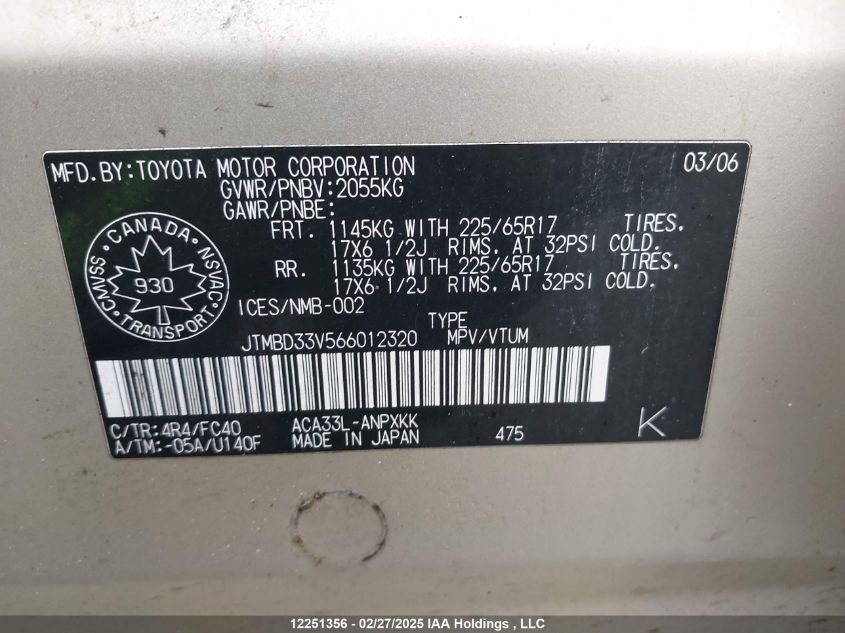 MFD.BY:TOYOTA MOTOR CORPORATION 03/06
GVWR/PNBV:2055KG
GAWR/PNBE:
FRT. 1145KG WITH 225/65R17 TIRES.
17X6 1/2J RIMS. AT 32PSI COLD.
RR. 1135KG WITH 225/65R17 TIRES.
17X6 1/2J RIMS. AT 32PSI COLD.
CANADA
CMVSS NSVAC
930
TRANSPORT
ICES/NMB-002
TYPE
JTMBD33V566012320 MPV/VTUM
C/TR:4R4/FC40 ACA33L-ANPXKK
A/TM:-05A/U140F MADE IN JAPAN 475 K
12251356 - 02/27/2025 IAA Holdings , LLC